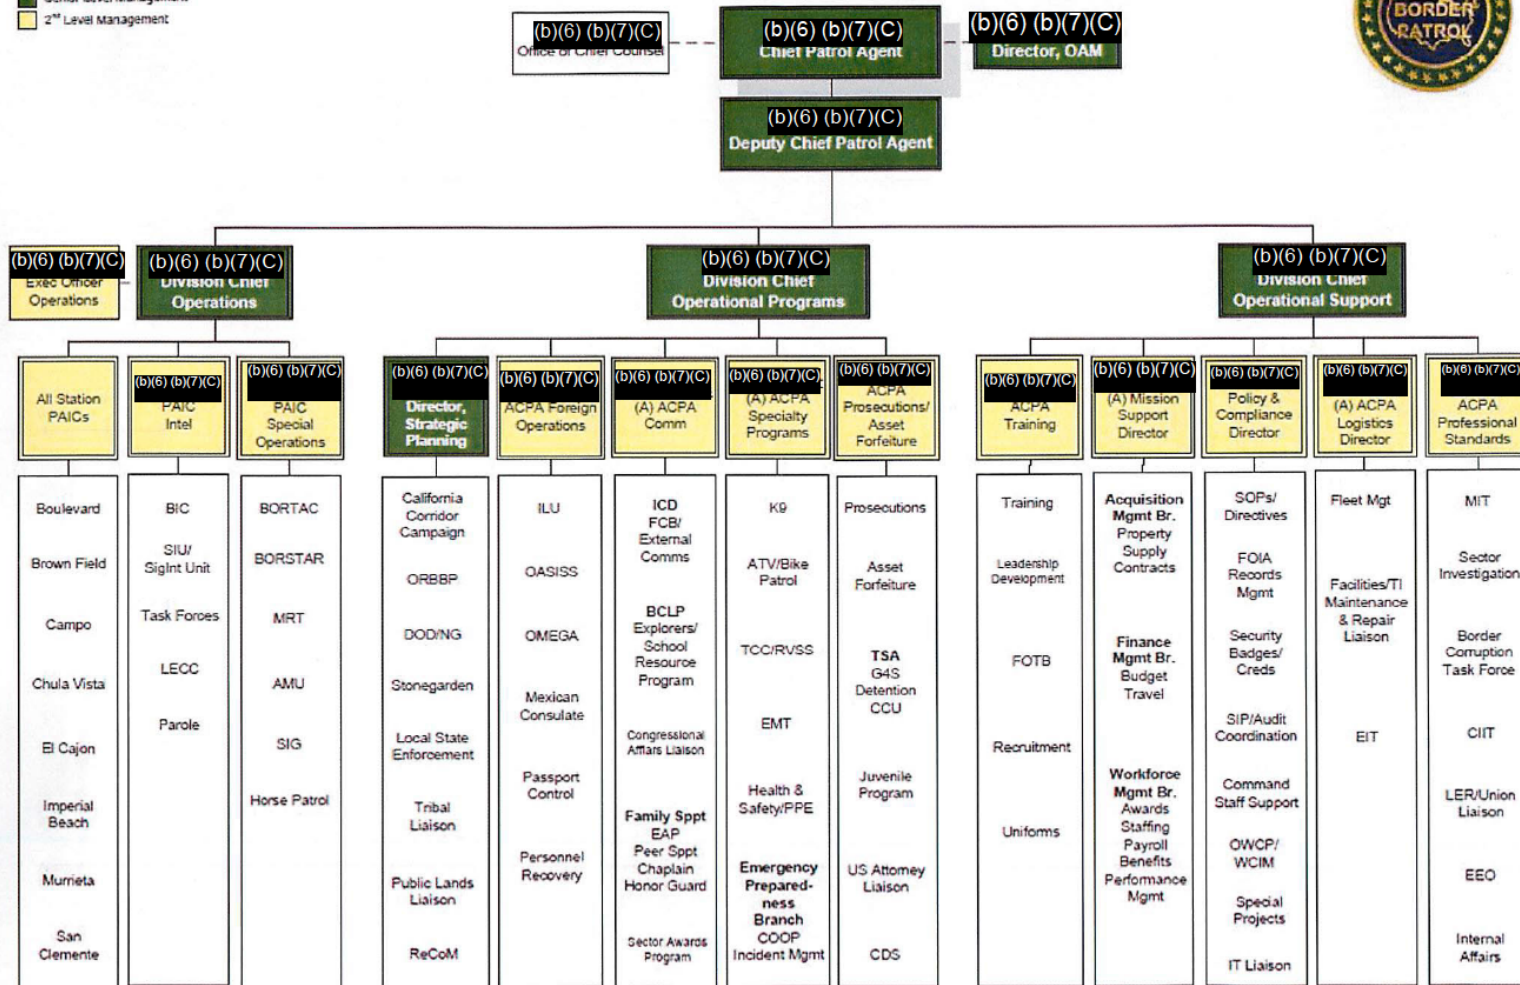 Senior Level Management
2nd Level Management
BORDER
PATROL
(b)(6) (b)(7)(C)
Office of Chief Counsel
(b)(6) (b)(7)(C)
Chief Patrol Agent
(b)(6) (b)(7)(C)
Director, OAM
(b)(6) (b)(7)(C)
Deputy Chief Patrol Agent
(b)(6) (b)(7)(C)
Exec Officer
Operations
(b)(6) (b)(7)(C)
Division Chief
Operations
(b)(6) (b)(7)(C)
Division Chief
Operational Programs
(b)(6) (b)(7)(C)
Division Chief
Operational Support
All Station
PAICs
(b)(6) (b)(7)(C)
PAIC
Intel
(b)(6) (b)(7)(C)
PAIC
Special
Operations
(b)(6) (b)(7)(C)
Director,
Strategic
Planning
(b)(6) (b)(7)(C)
ACPA Foreign
Operations
(b)(6) (b)(7)(C)
(A) ACPA
Comm
(b)(6) (b)(7)(C)
(A) ACPA
Specialty
Programs
(b)(6) (b)(7)(C)
ACPA
Prosecutions/
Asset
Forfeiture
(b)(6) (b)(7)(C)
ACPA
Training
(b)(6) (b)(7)(C)
(A) Mission
Support
Director
(b)(6) (b)(7)(C)
Policy &
Compliance
Director
(b)(6) (b)(7)(C)
(A) ACPA
Logistics
Director
(b)(6) (b)(7)(C)
ACPA
Professional
Standards
Boulevard
Brown Field
Campo
Chula Vista
El Cajon
Imperial
Beach
Murrieta
San
Clemente
BIC
SIU/
SigInt Unit
Task Forces
LECC
Parole
BORTAC
BORSTAR
MRT
AMU
SIG
Horse Patrol
California
Corridor
Campaign
ORBBP
DOD/NG
Stonegarden
Local State
Enforcement
Tribal
Liaison
Public Lands
Liaison
ReCoM
ILU
OASISS
OMEGA
Mexican
Consulate
Passport
Control
Personnel
Recovery
ICD
FCB/
External
Comms
BCLP
Explorers/
School
Resource
Program
Congressional
Affairs Liaison
Family Sppt
EAP
Peer Sppt
Chaplain
Honor Guard
Sector Awards
Program
K9
ATV/Bike
Patrol
TCC/RVSS
EMT
Health &
Safety/PPE
Emergency
Prepared-
ness
Branch
COOP
Incident Mgmt
Prosecutions
Asset
Forfeiture
TSA
G4S
Detention
CCU
Juvenile
Program
US Attorney
Liaison
CDS
Training
Leadership
Development
FOTB
Recruitment
Uniforms
Acquisition
Mgmt Br.
Property
Supply
Contracts
Finance
Mgmt Br.
Budget
Travel
Workforce
Mgmt Br.
Awards
Staffing
Payroll
Benefits
Performance
Mgmt
SOPs/
Directives
FOIA
Records
Mgmt
Security
Badges/
Creds
SIP/Audit
Coordination
Command
Staff Support
OWCP/
WCIM
Special
Projects
IT Liaison
Fleet Mgt
Facilities/TI
Maintenance
& Repair
Liaison
EIT
MIT
Sector
Investigation
Border
Corruption
Task Force
CIIT
LER/Union
Liaison
EEO
Internal
Affairs